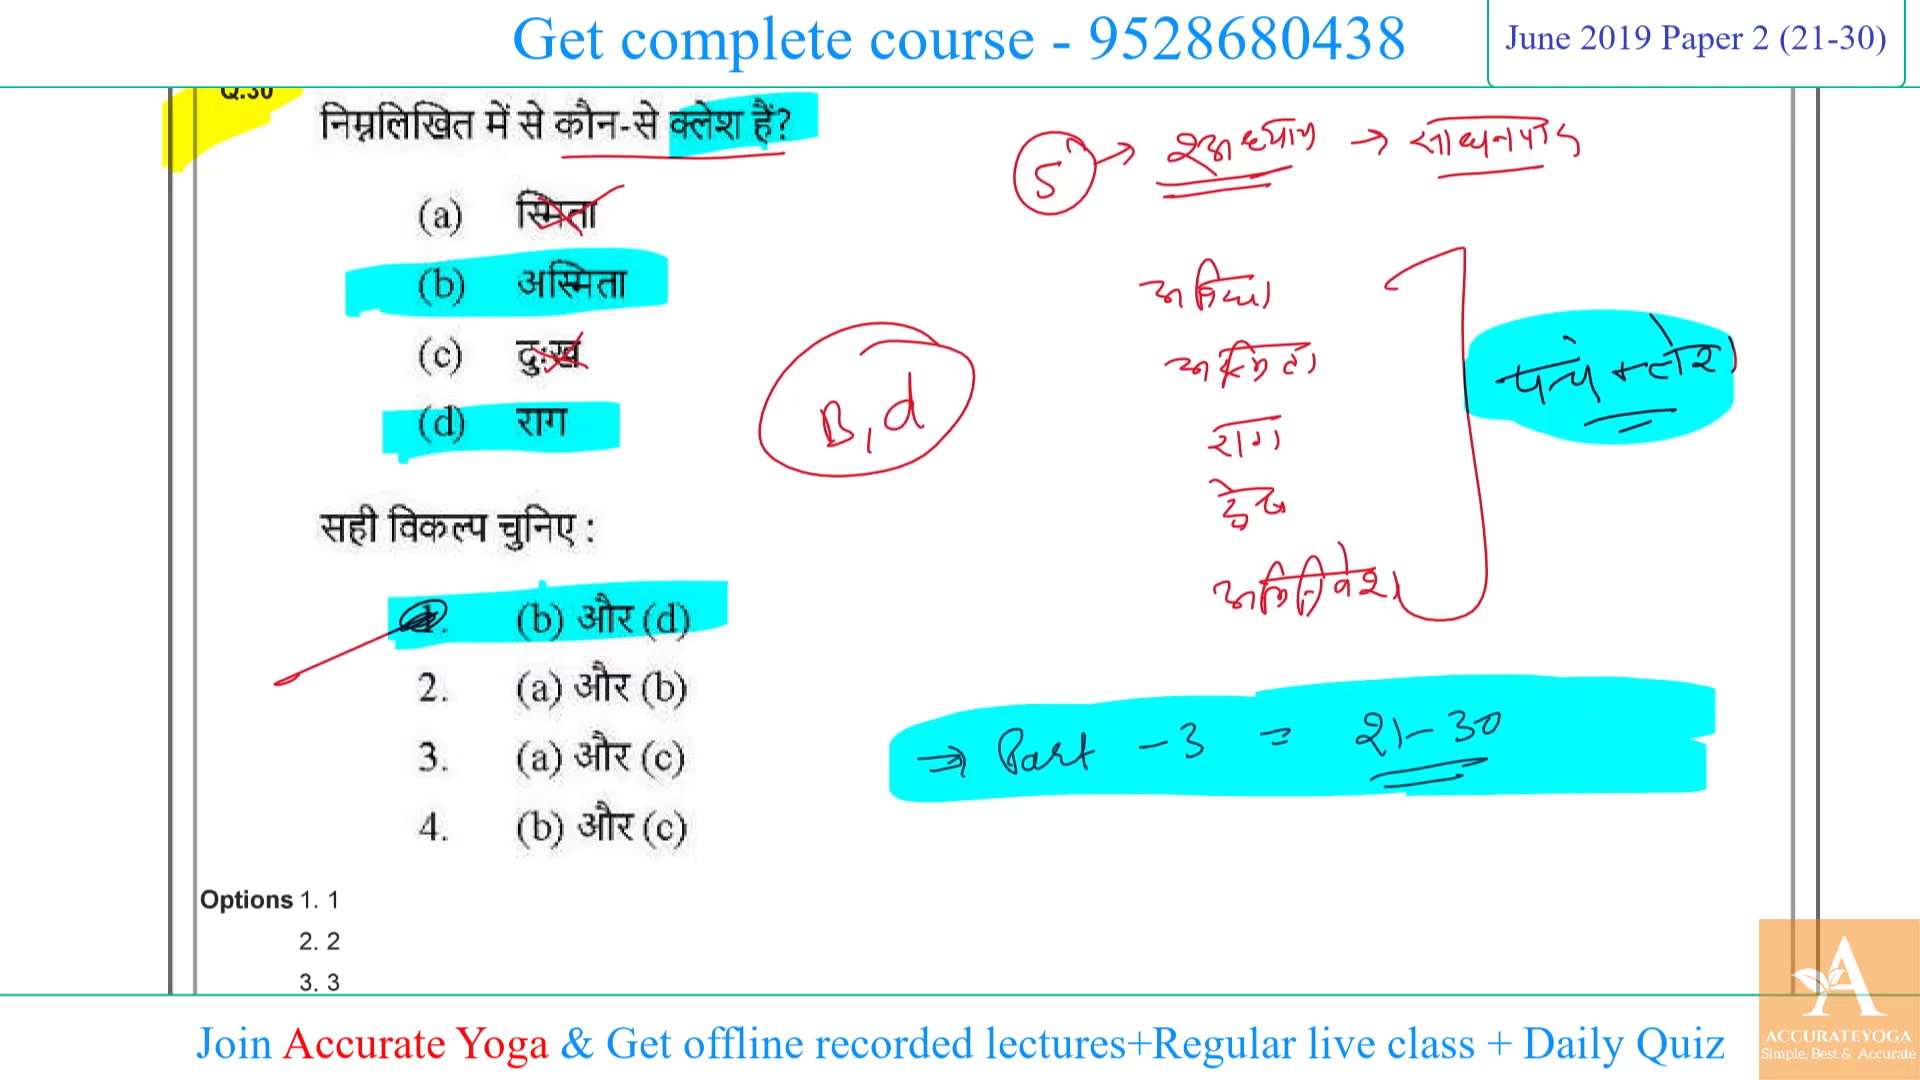 Get complete course - 9528680438
June 2019 Paper 2 (21-30)
Q.30
निम्नलिखित में से कौन-से क्लेश हैं?
(a) स्मिता
(b) अस्मिता
(c) दुःख
(d) राग
सही विकल्प चुनिए :
1. (b) और (d)
2. (a) और (b)
3. (a) और (c)
4. (b) और (c)
Options 1. 1
2. 2
3. 3
5 → → साधनपाद
अविद्या
अस्मिता
राग
द्वेष
अभिनिवेश
पंच क्लेश
B, d
⇒ Part - 3 = 21-30
Join Accurate Yoga & Get offline recorded lectures+Regular live class + Daily Quiz
A
ACCURATEYOGA
Simple, Best & Accurate